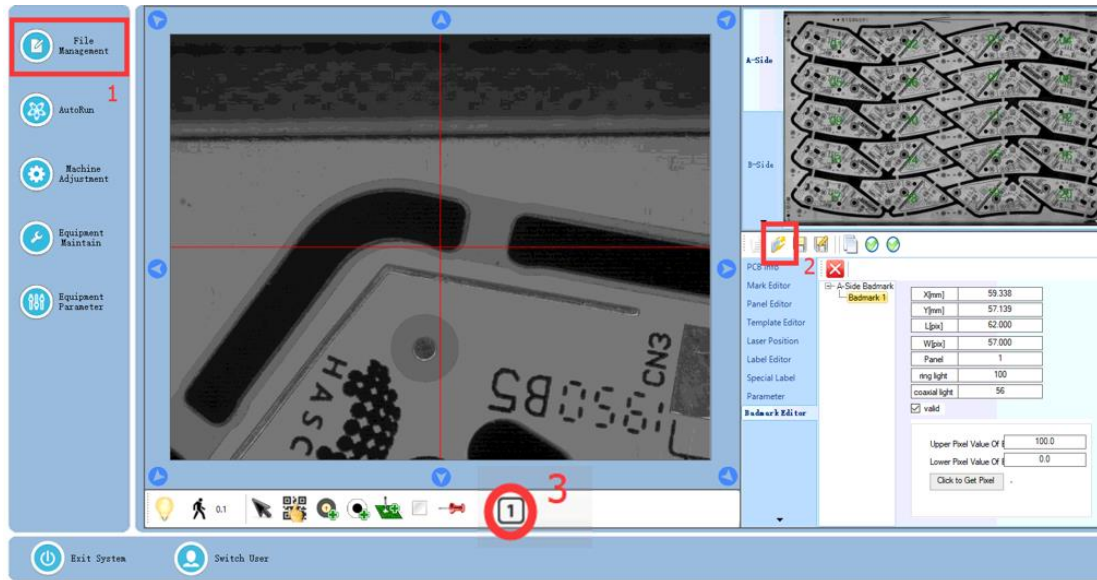 File
Management
1
AutoRun
Machine
Adjustment
Equipment
Maintain
Equipment
Parameter
HASC
CN3
1585OB5
0.1
1
3
A-Side
B-Side
2
PCB Info
Mark Editor
Panel Editor
Template Editor
Laser Position
Label Editor
Special Label
Parameter
Badmark Editor
A-Side Badmark
Badmark 1
X[mm] 59.338
Y[mm] 57.139
L[pix] 62.000
W[pix] 57.000
Panel 1
ring light 100
coaxial light 56
valid
Upper Pixel Value Of 100.0
Lower Pixel Value Of 0.0
Click to Get Pixel -
Exit System
Switch User